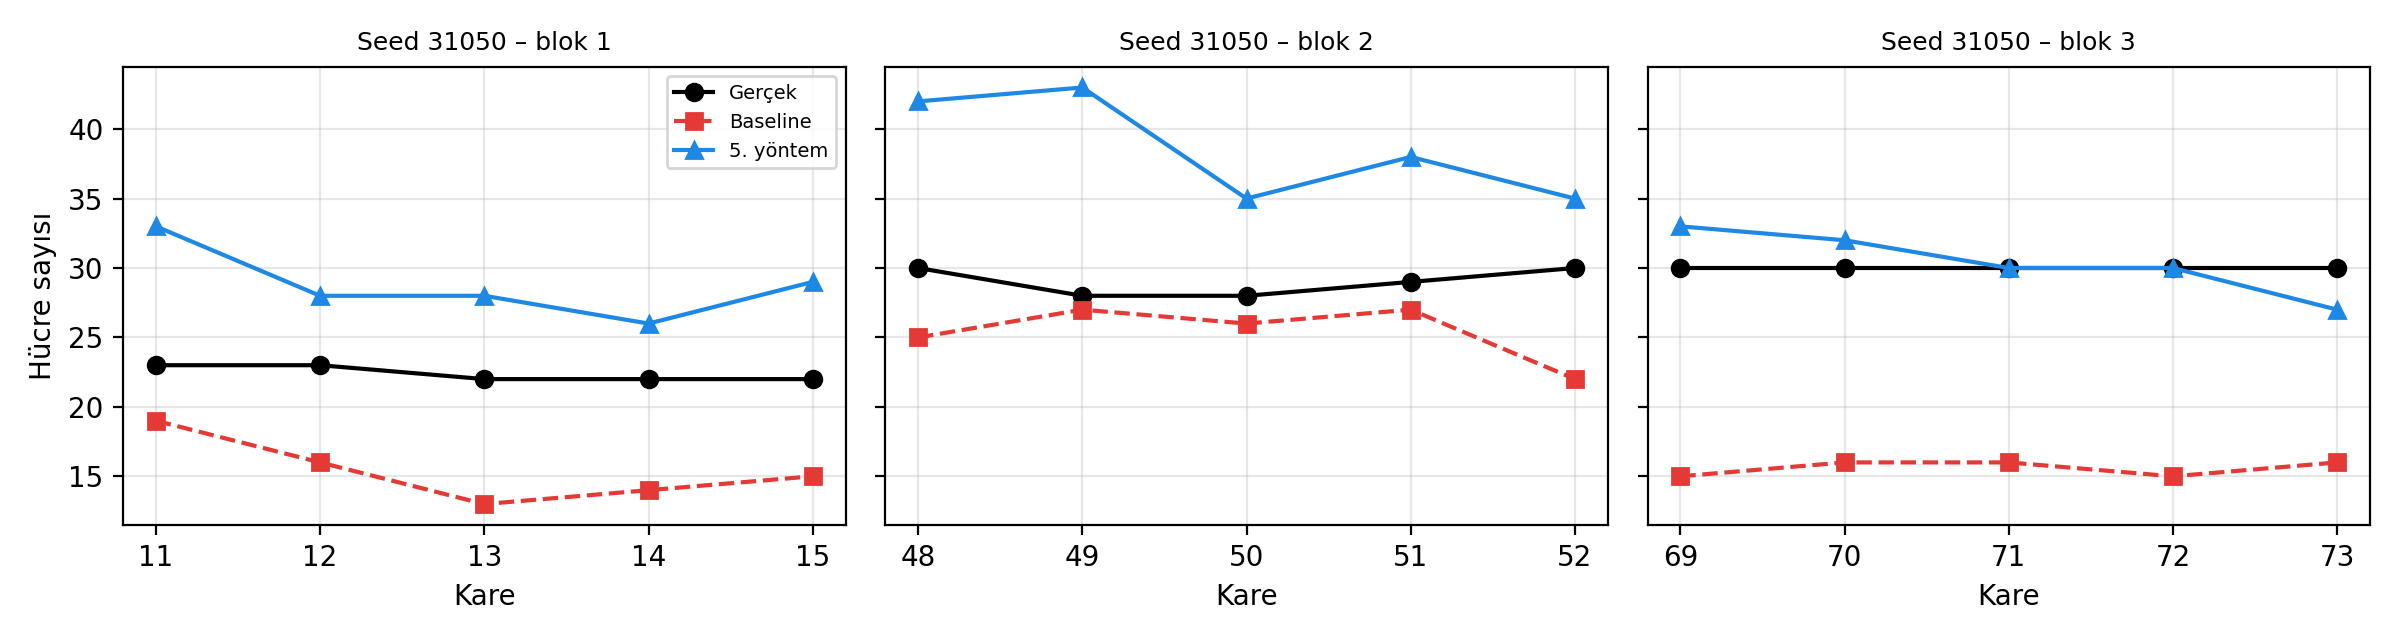 Seed 31050 – blok 1
Seed 31050 – blok 2
Seed 31050 – blok 3
Gerçek
Baseline
5. yöntem
Hücre sayısı
40
35
30
25
20
15
11 12 13 14 15
48 49 50 51 52
69 70 71 72 73
Kare
Kare
Kare